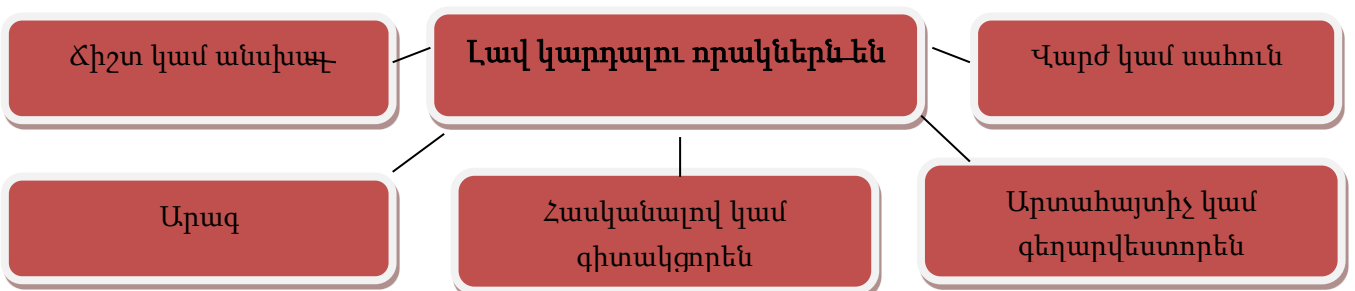 Ճիշտ կամ անսխալ
Լավ կարդալու որակներն են
Վարժ կամ սահուն
Արագ
Հասկանալով կամ
գիտակցորեն
Արտահայտիչ կամ
գեղարվեստորեն